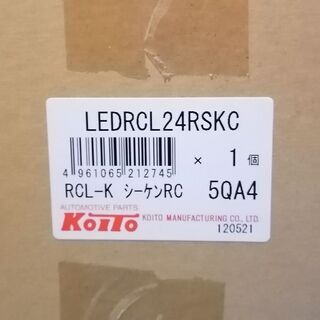 LEDRCL24RSKC
4 961065 212745
× 1個
RCL-K シーケンRC 5QA4
AUTOMOTIVE PARTS
KOITO KOITO MANUFACTURING CO., LTD.
120521